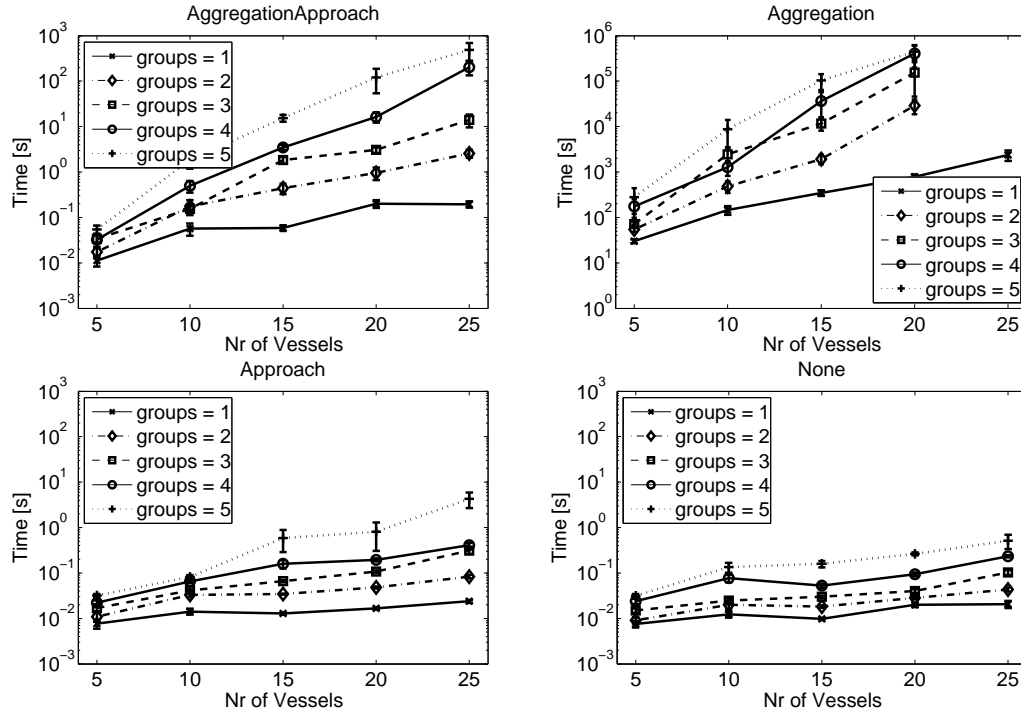 AggregationApproach
Time [s]
10^3
10^2
10^1
10^0
10^-1
10^-2
10^-3
groups = 1
groups = 2
groups = 3
groups = 4
groups = 5
5 10 15 20 25
Nr of Vessels
Aggregation
Time [s]
10^6
10^5
10^4
10^3
10^2
10^1
10^0
groups = 1
groups = 2
groups = 3
groups = 4
groups = 5
5 10 15 20 25
Nr of Vessels
Approach
Time [s]
10^3
10^2
10^1
10^0
10^-1
10^-2
10^-3
groups = 1
groups = 2
groups = 3
groups = 4
groups = 5
5 10 15 20 25
Nr of Vessels
None
Time [s]
10^3
10^2
10^1
10^0
10^-1
10^-2
10^-3
groups = 1
groups = 2
groups = 3
groups = 4
groups = 5
5 10 15 20 25
Nr of Vessels